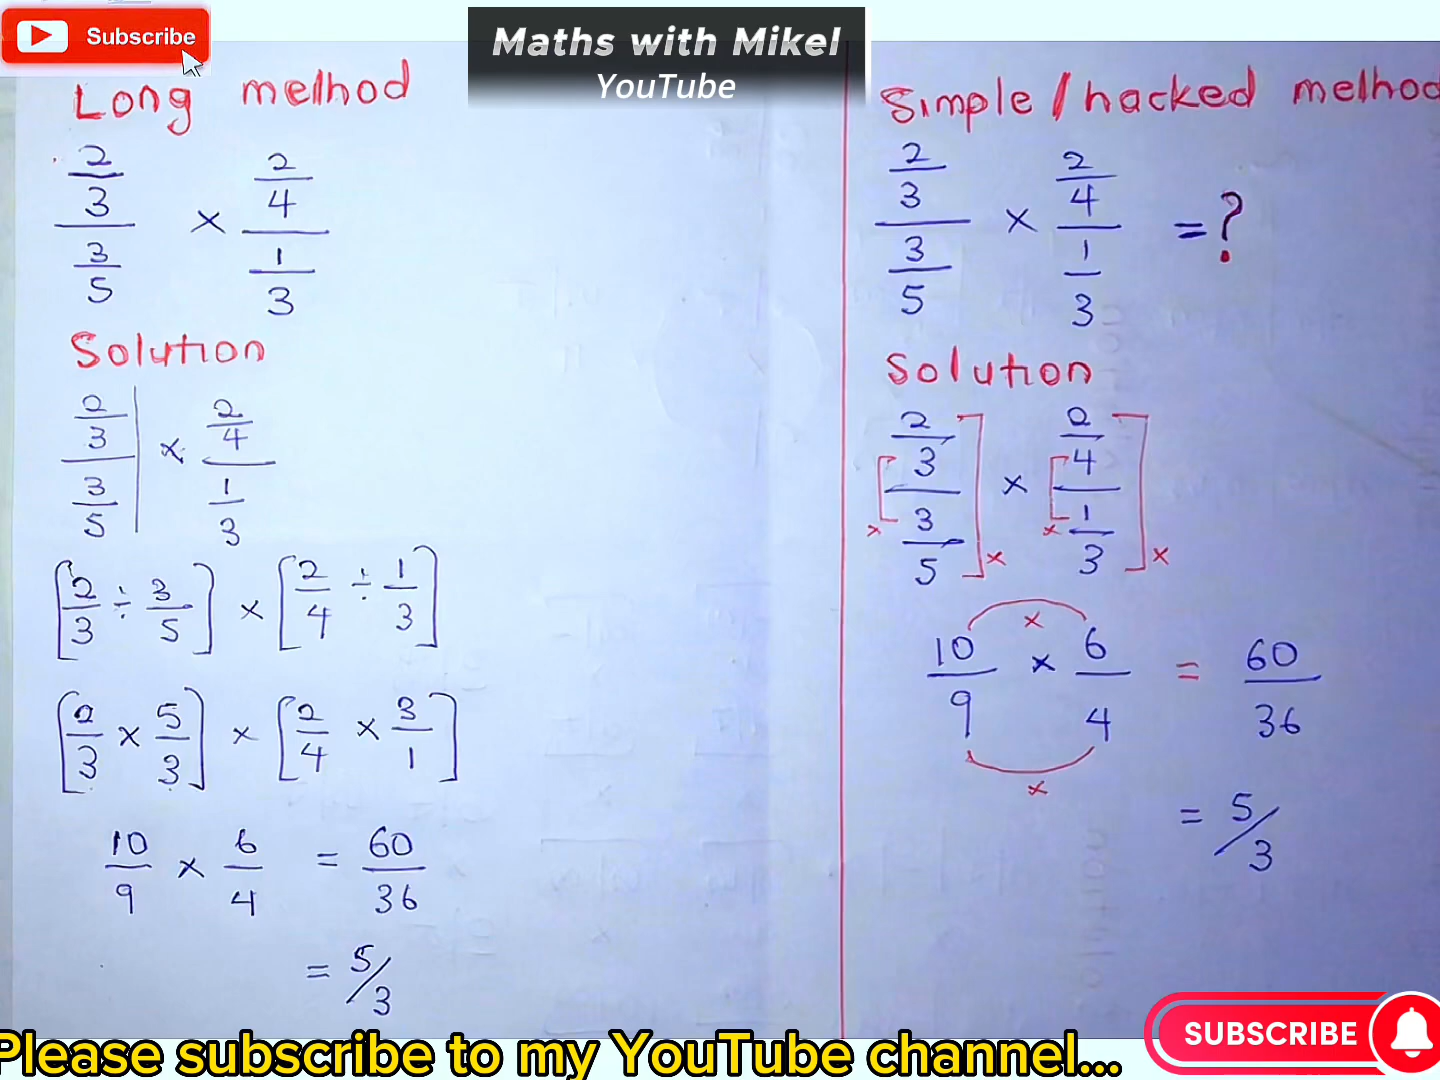 Subscribe
Maths with Mikel
YouTube
Long method
2/3 / 3/5 × 2/4 / 1/3
Solution
2/3 / 3/5 × 2/4 / 1/3
[2/3 ÷ 3/5] × [2/4 ÷ 1/3]
[2/3 × 5/3] × [2/4 × 3/1]
10/9 × 6/4 = 60/36
= 5/3
Simple/hacked method
2/3 / 3/5 × 2/4 / 1/3 = ?
Solution
[2/3 / 3/5] × × [2/4 / 1/3] × ×
10/9 × 6/4 = 60/36
× ×
= 5/3
Please subscribe to my YouTube channel...
SUBSCRIBE